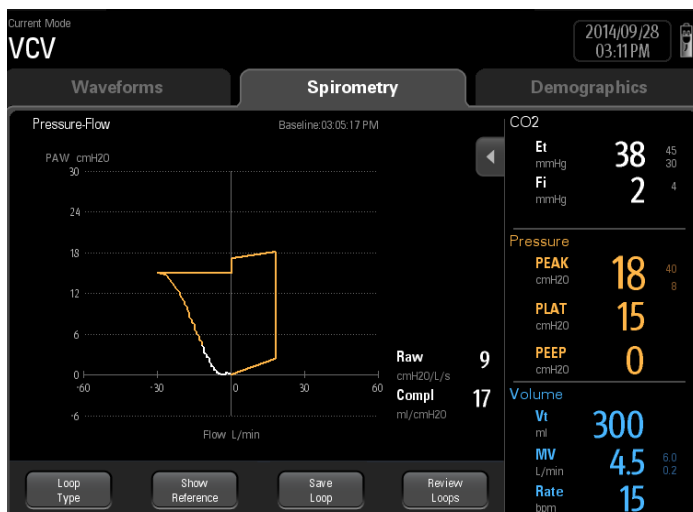 Current Mode
VCV
2014/09/28
03:11 PM
Waveforms
Spirometry
Demographics
Pressure-Flow
Baseline:03:05:17 PM
PAW cmH20
30
24
18
12
6
0
-6
-60
-30
0
30
60
Flow L/min
Raw
9
cmH20/L/s
Compl
17
ml/cmH20
CO2
Et
mmHg
38
45
30
Fi
mmHg
2
4
Pressure
PEAK
cmH20
18
40
8
PLAT
cmH20
15
PEEP
cmH20
0
Volume
Vt
ml
300
MV
L/min
4.5
6.0
0.2
Rate
bpm
15
Loop
Type
Show
Reference
Save
Loop
Review
Loops